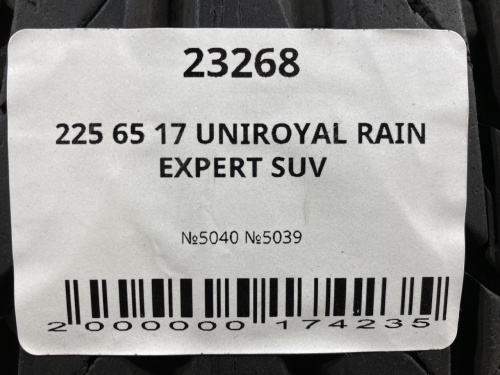 23268
225 65 17 UNIROYAL RAIN
EXPERT SUV
№5040 №5039
2 000000 174235